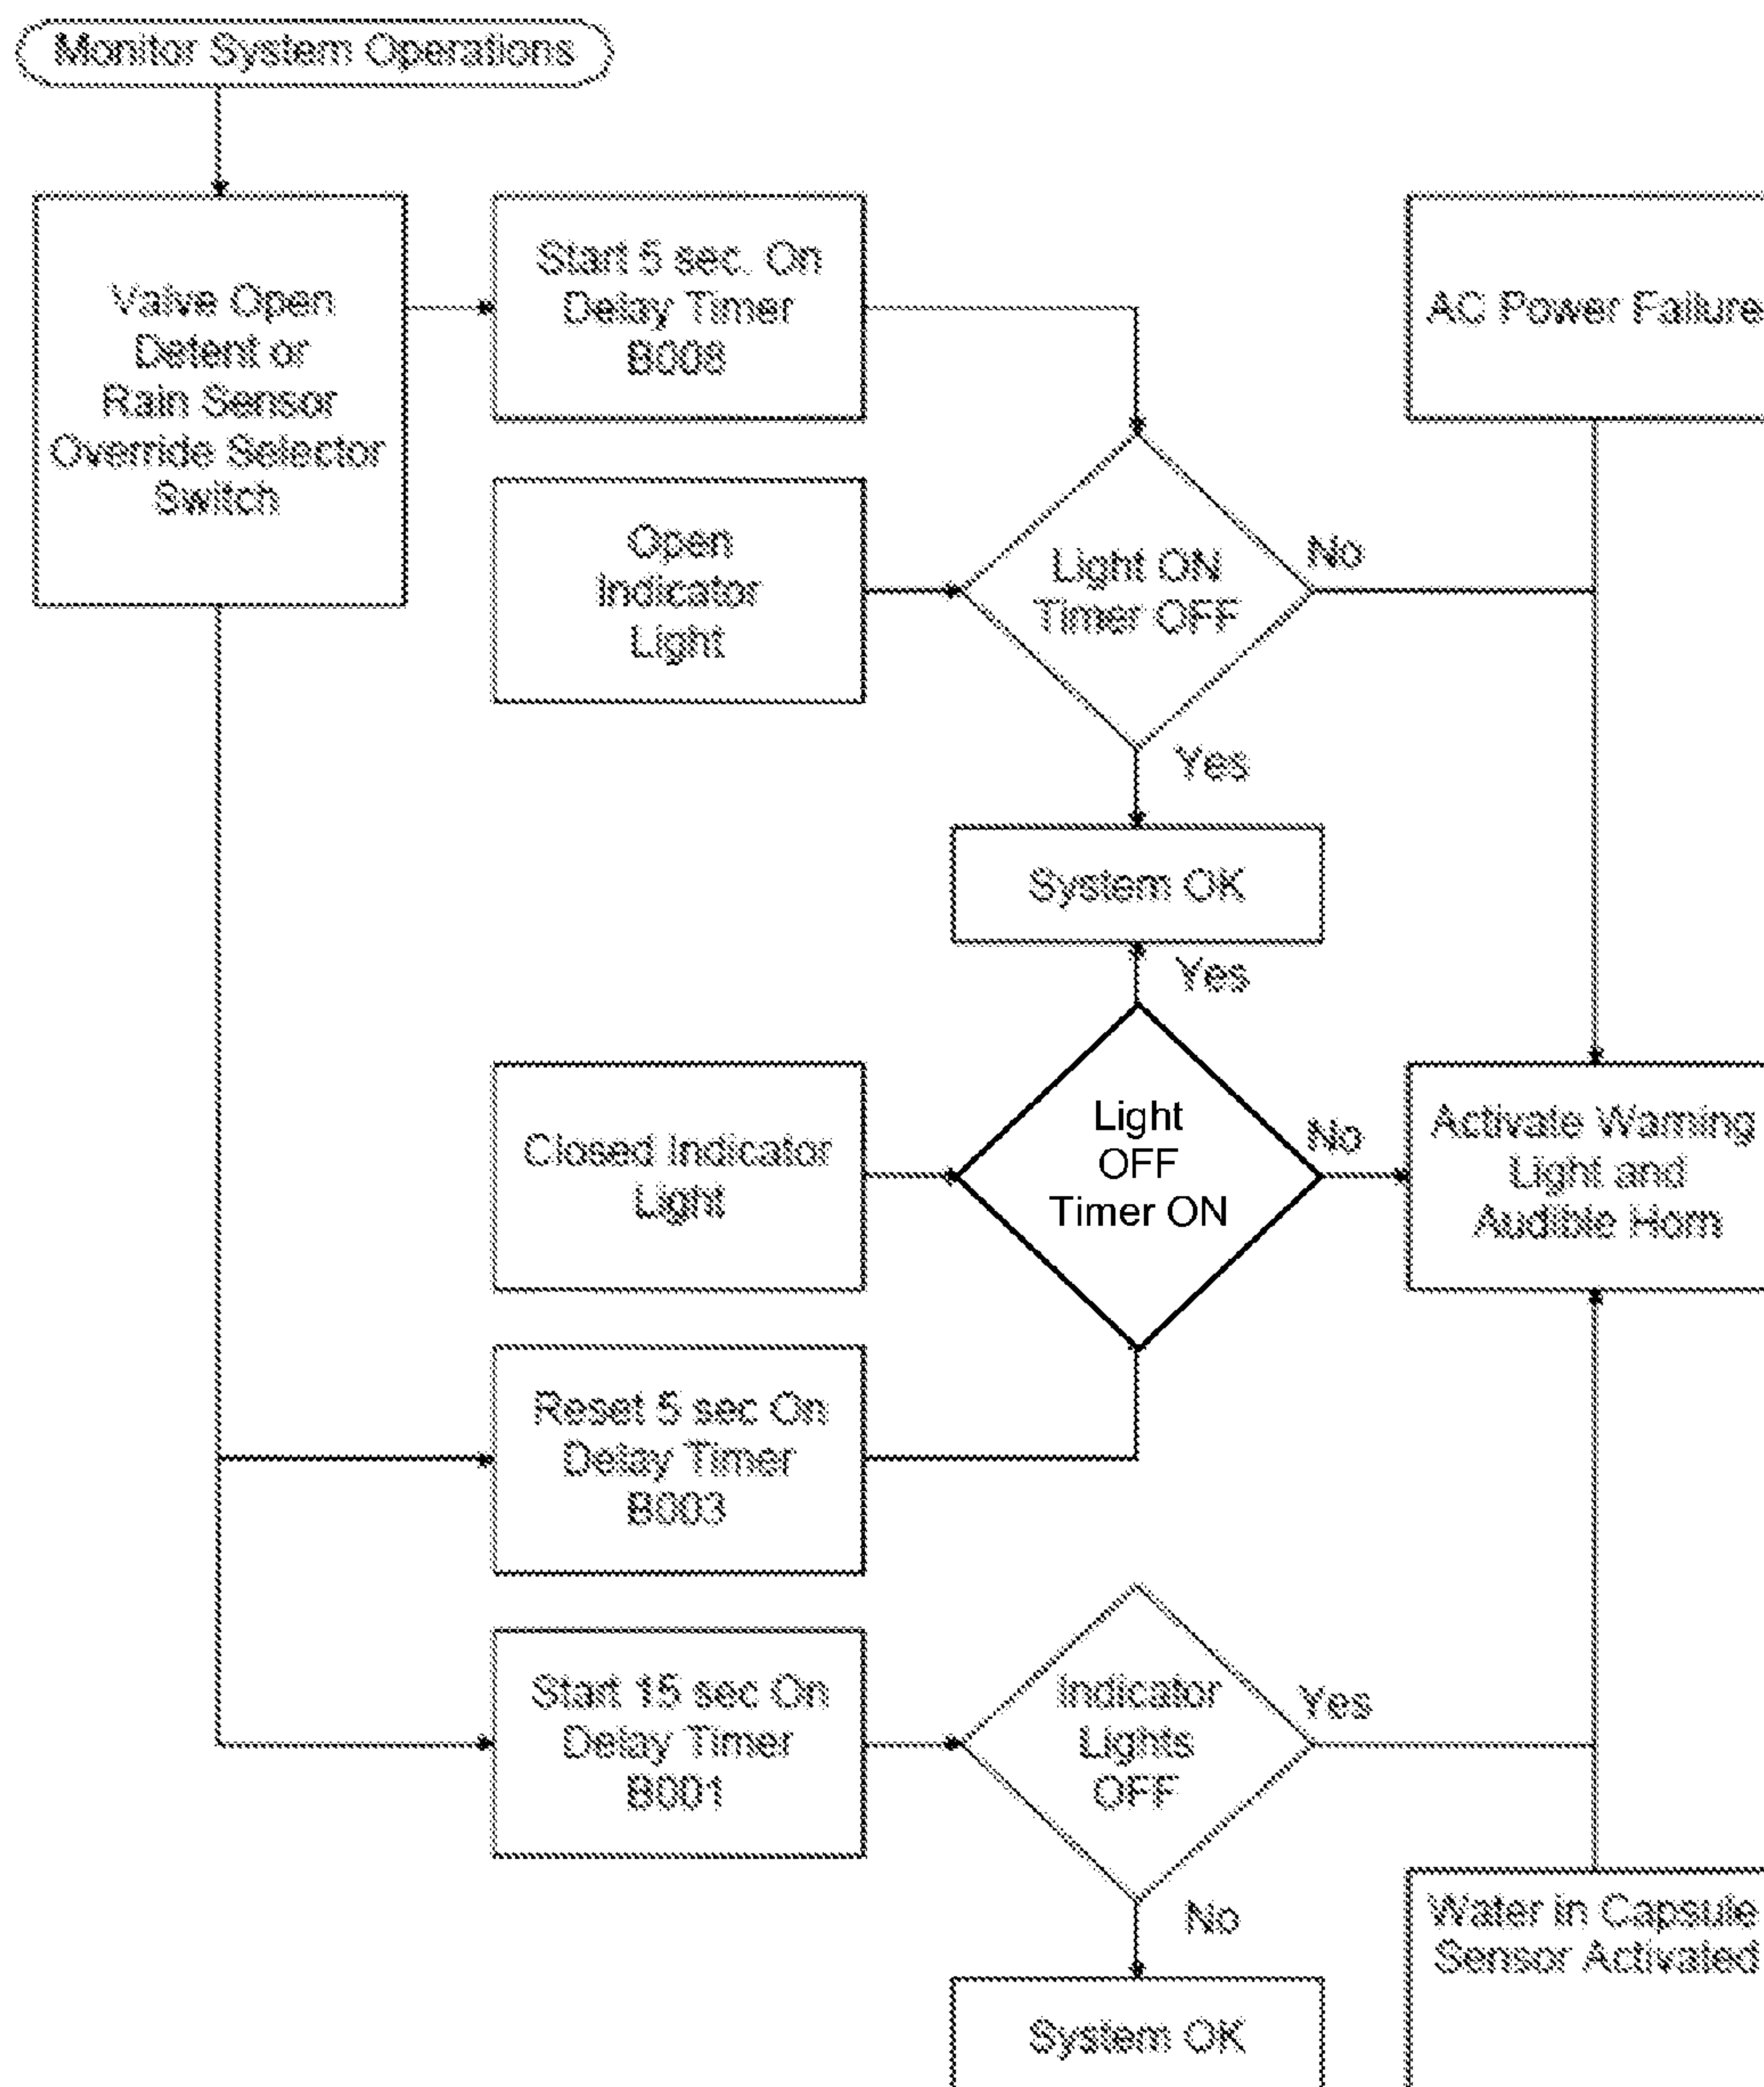 Monitor System Operations
Valve Open
Detent or
Rain Sensor
Override Selector
Switch
Start 5 sec. On
Delay Timer
B008
AC Power Failure
Open
Indicator
Light
Light ON
Timer OFF
No
Yes
System OK
Yes
Closed Indicator
Light
Light
OFF
Timer ON
No
Activate Warning
Light and
Audible Horn
Reset 5 sec On
Delay Timer
B003
Start 15 sec On
Delay Timer
B001
Indicator
Lights
OFF
Yes
No
Water in Capsule
Sensor Activated
System OK